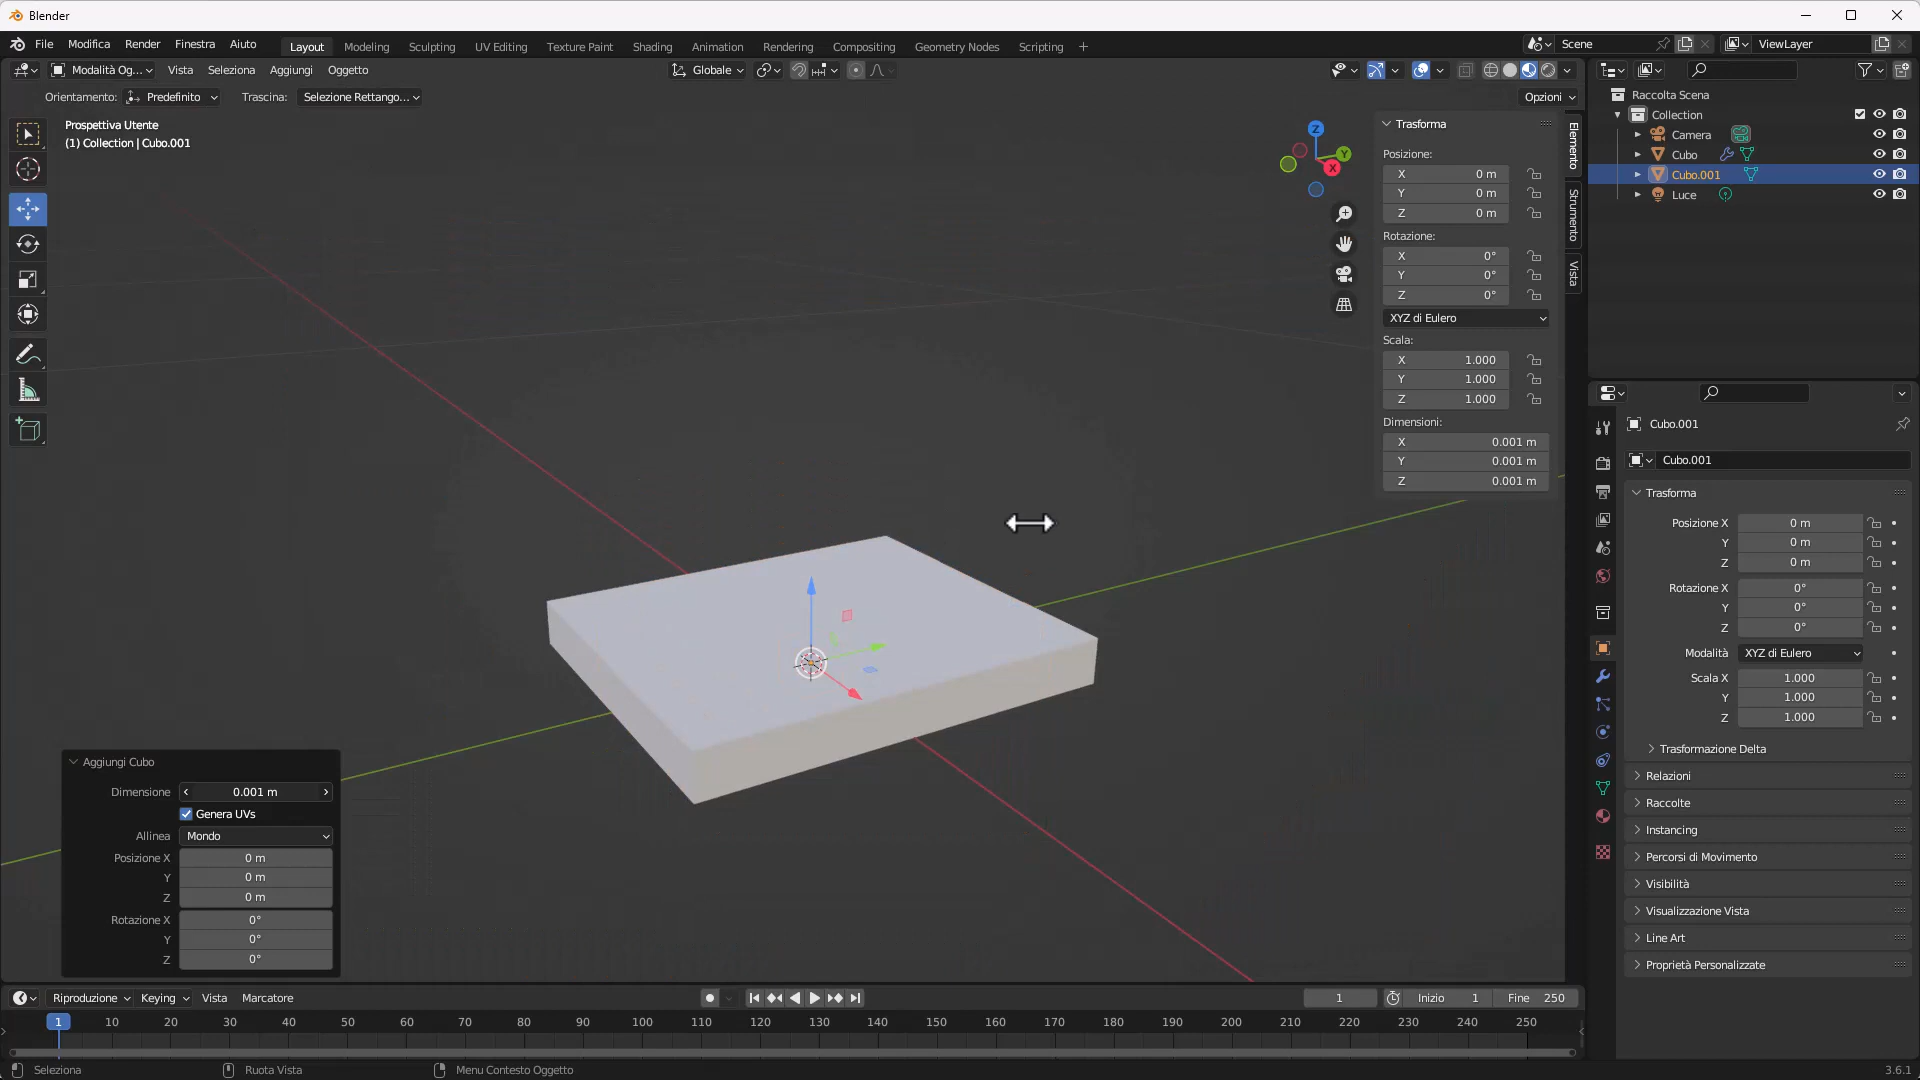 Blender
File Modifica Render Finestra Aiuto Layout Modeling Sculpting UV Editing Texture Paint Shading Animation Rendering Compositing Geometry Nodes Scripting + Scene ViewLayer
Modalità Og... Vista Seleziona Aggiungi Oggetto Globale
Orientamento: Predefinito Trascina: Selezione Rettango... Opzioni
Prospettiva Utente
(1) Collection | Cubo.001
Z
Y
X
Trasforma
Posizione:
X 0 m
Y 0 m
Z 0 m
Rotazione:
X 0°
Y 0°
Z 0°
XYZ di Eulero
Scala:
X 1.000
Y 1.000
Z 1.000
Dimensioni:
X 0.001 m
Y 0.001 m
Z 0.001 m
Elemento
Strumento
Vista
Raccolta Scena
Collection
Camera
Cubo
Cubo.001
Luce
Cubo.001
Cubo.001
Trasforma
Posizione X 0 m
Y 0 m
Z 0 m
Rotazione X 0°
Y 0°
Z 0°
Modalità XYZ di Eulero
Scala X 1.000
Y 1.000
Z 1.000
Trasformazione Delta
Relazioni
Raccolte
Instancing
Percorsi di Movimento
Visibilità
Visualizzazione Vista
Line Art
Proprietà Personalizzate
Aggiungi Cubo
Dimensione 0.001 m
Genera UVs
Allinea Mondo
Posizione X 0 m
Y 0 m
Z 0 m
Rotazione X 0°
Y 0°
Z 0°
Riproduzione Keying Vista Marcatore 1 Inizio 1 Fine 250
1 10 20 30 40 50 60 70 80 90 100 110 120 130 140 150 160 170 180 190 200 210 220 230 240 250
Seleziona Ruota Vista Menu Contesto Oggetto 3.6.1